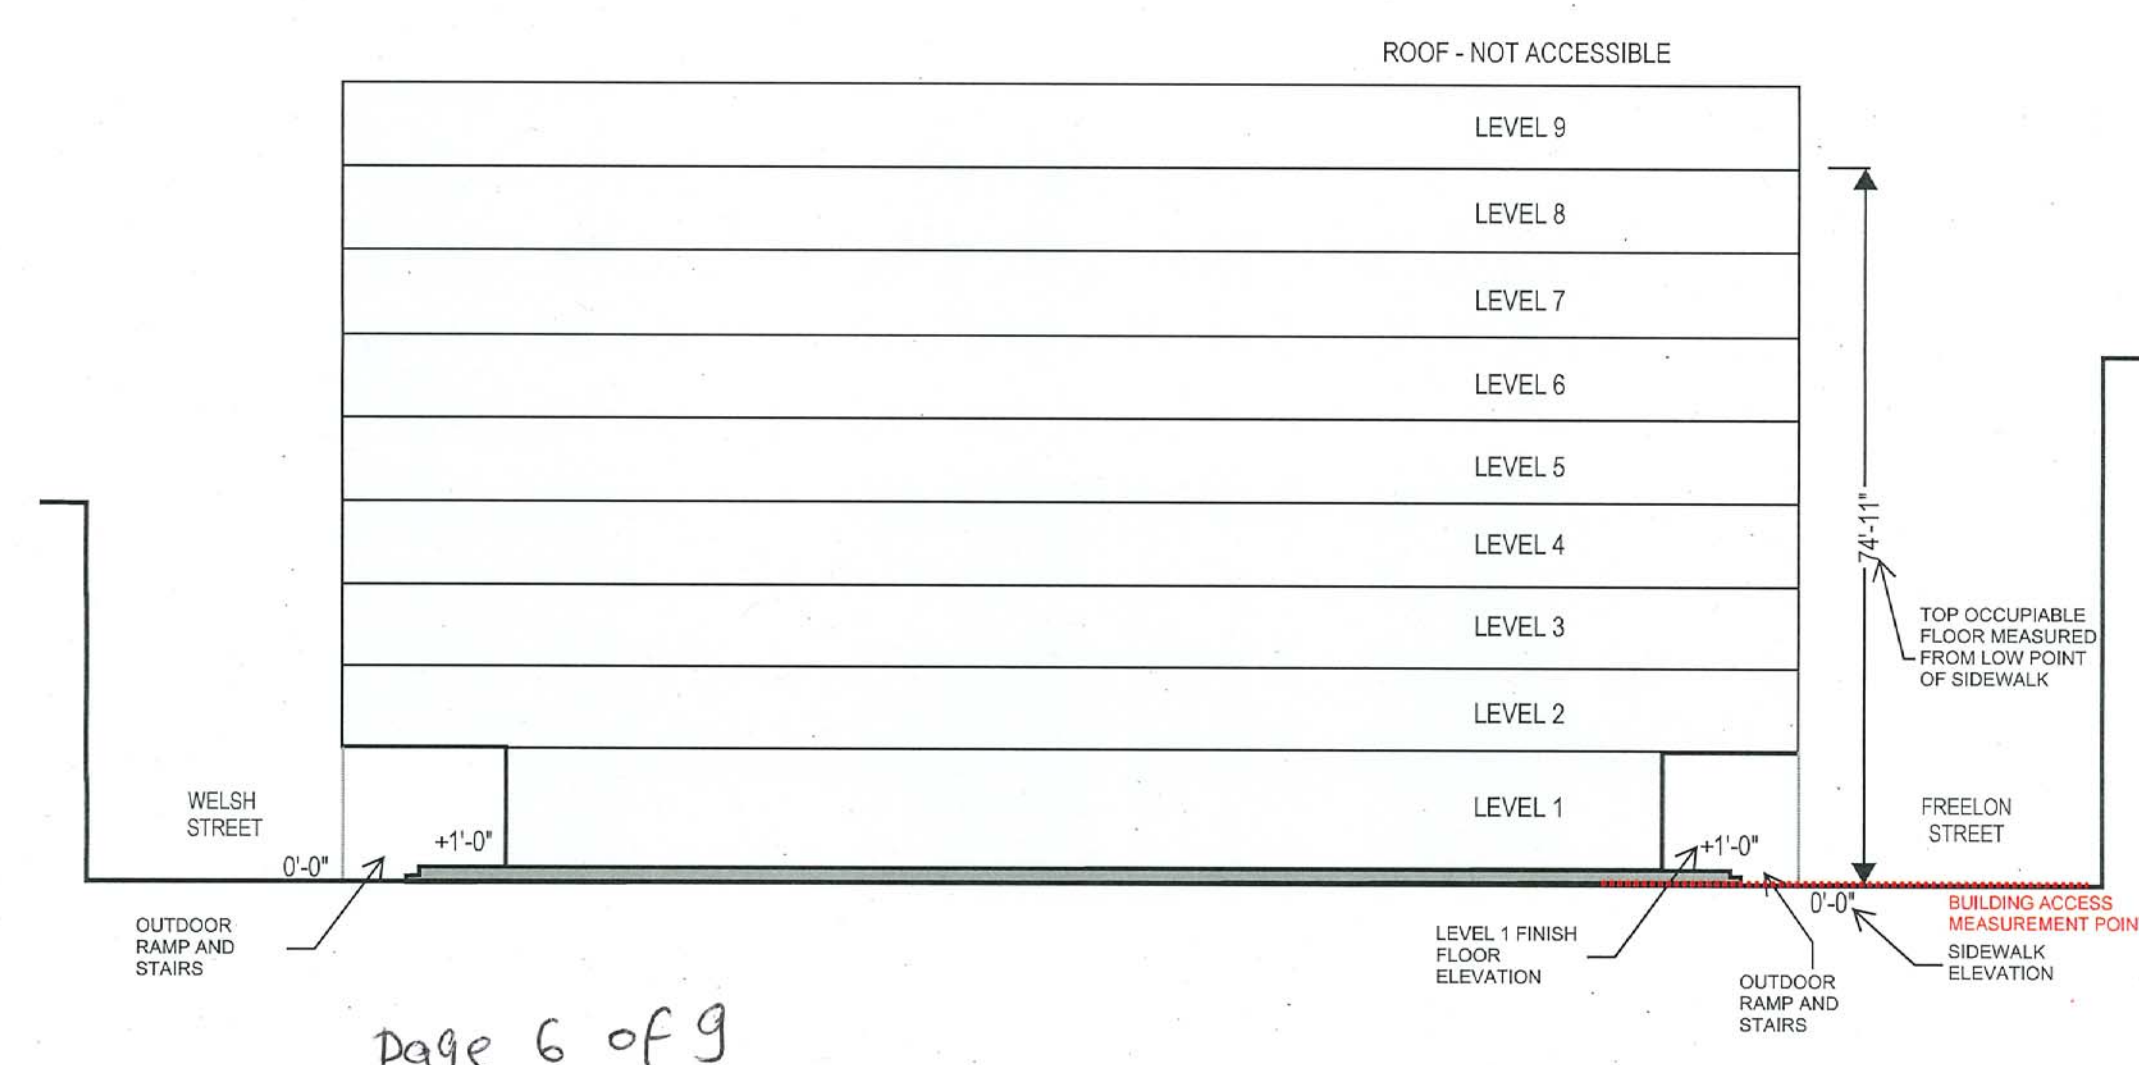 ROOF - NOT ACCESSIBLE
LEVEL 9
LEVEL 8
LEVEL 7
LEVEL 6
LEVEL 5
LEVEL 4
LEVEL 3
LEVEL 2
LEVEL 1
74'-11"
TOP OCCUPIABLE
FLOOR MEASURED
FROM LOW POINT
OF SIDEWALK
WELSH
STREET
0'-0"
+1'-0"
OUTDOOR
RAMP AND
STAIRS
+1'-0"
FREELON
STREET
0'-0"
BUILDING ACCESS
MEASUREMENT POIN
SIDEWALK
ELEVATION
LEVEL 1 FINISH
FLOOR
ELEVATION
OUTDOOR
RAMP AND
STAIRS
Page 6 of 9